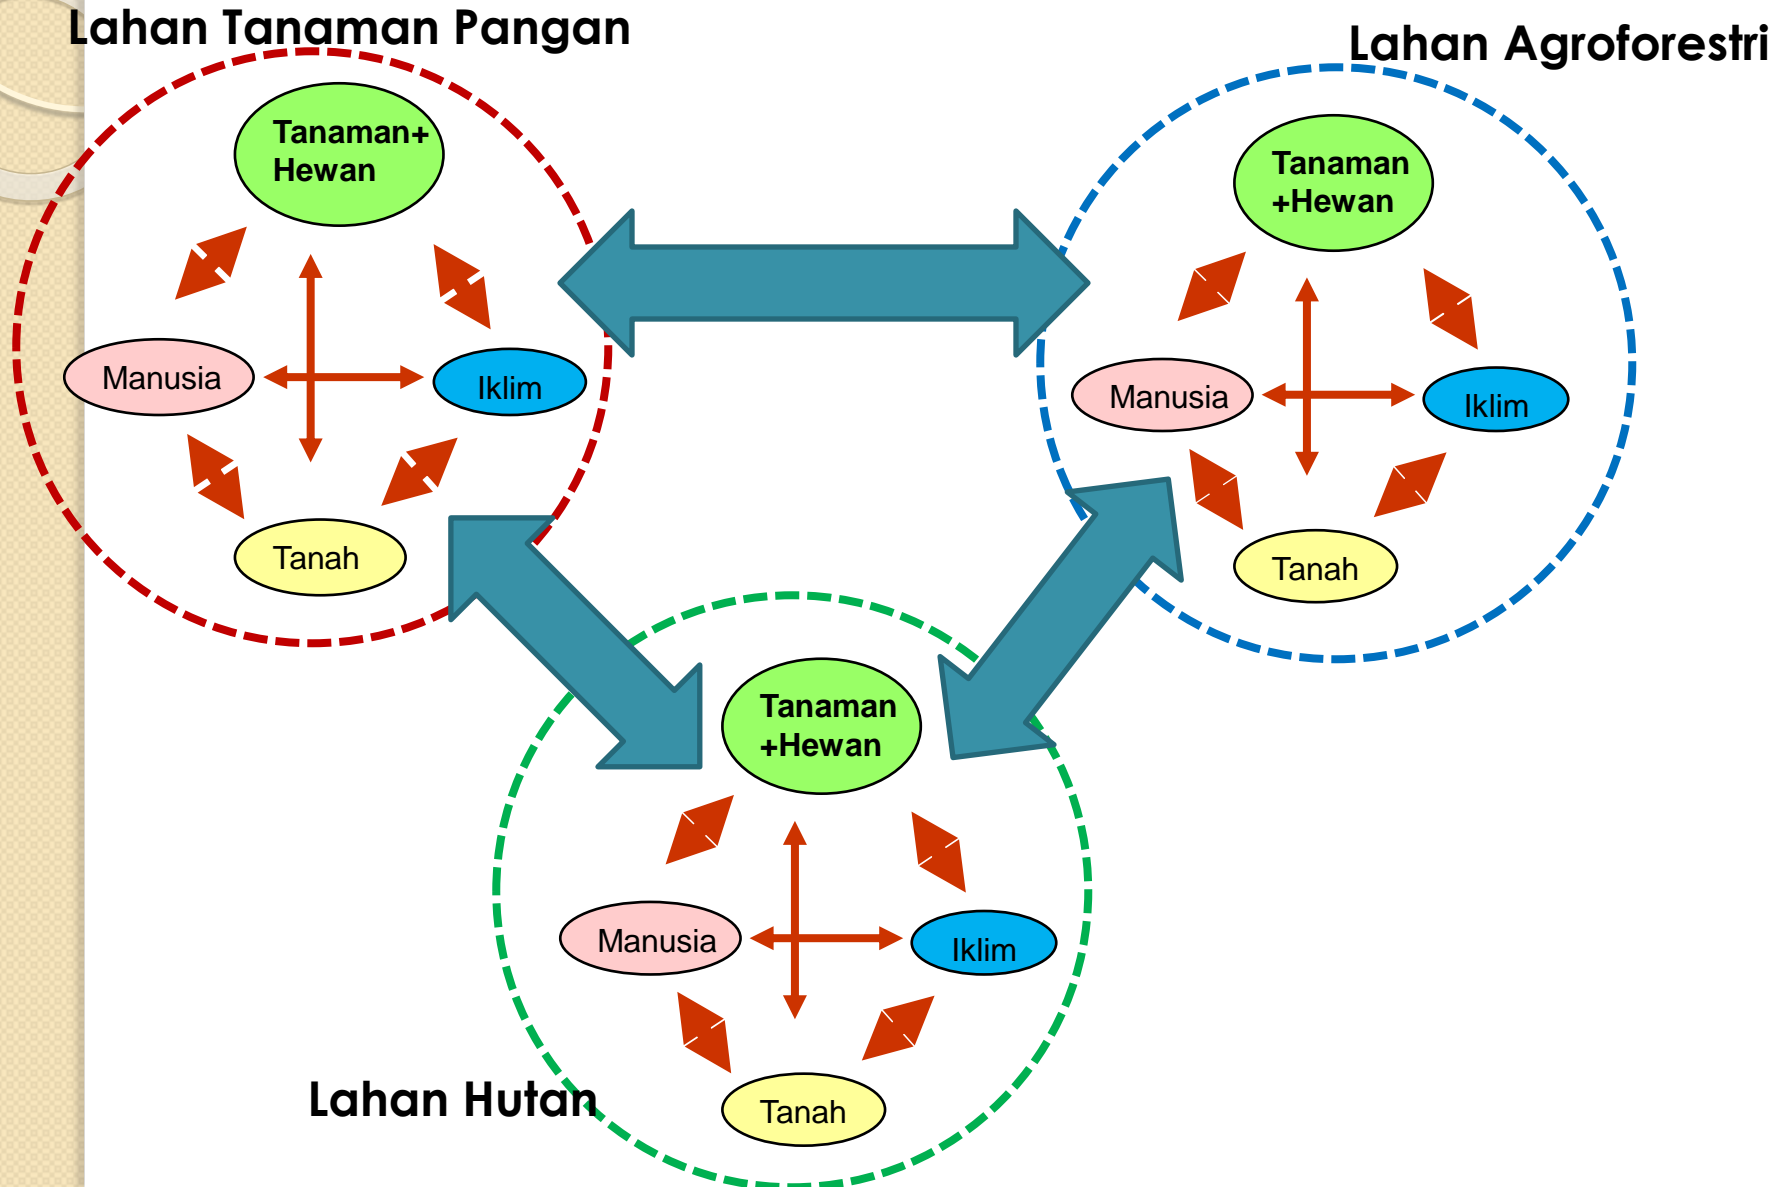 Lahan Tanaman Pangan
Tanaman+
Hewan
Manusia
Iklim
Tanah
Lahan Agroforestri
Tanaman
+Hewan
Manusia
Iklim
Tanah
Tanaman
+Hewan
Manusia
Iklim
Tanah
Lahan Hutan